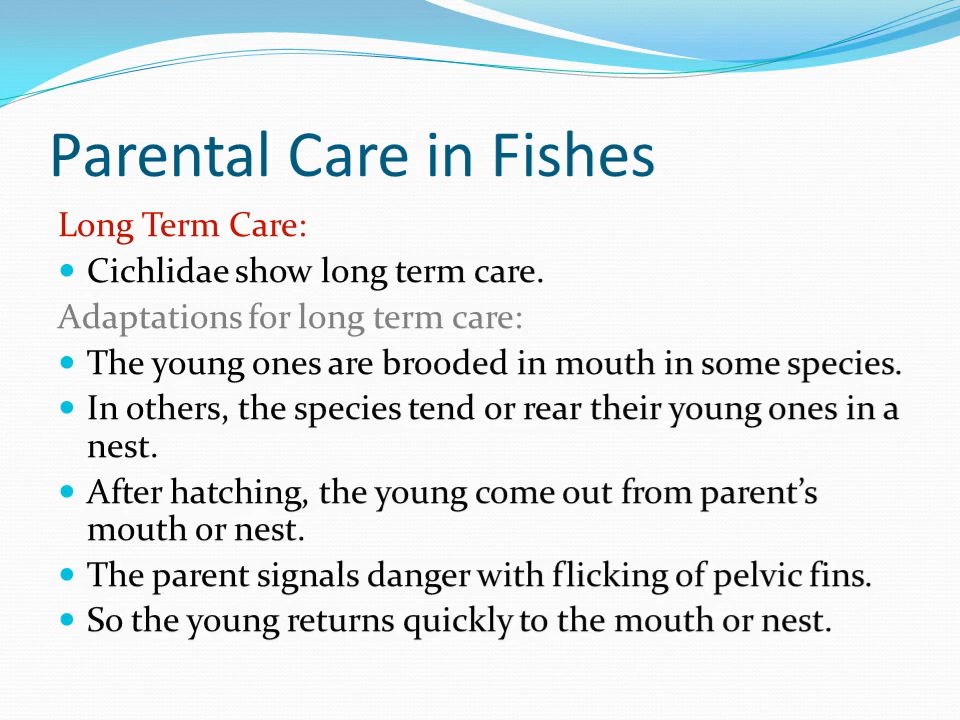 Parental Care in Fishes
Long Term Care:
• Cichlidae show long term care.
Adaptations for long term care:
• The young ones are brooded in mouth in some species.
• In others, the species tend or rear their young ones in a
nest.
• After hatching, the young come out from parent’s
mouth or nest.
• The parent signals danger with flicking of pelvic fins.
• So the young returns quickly to the mouth or nest.